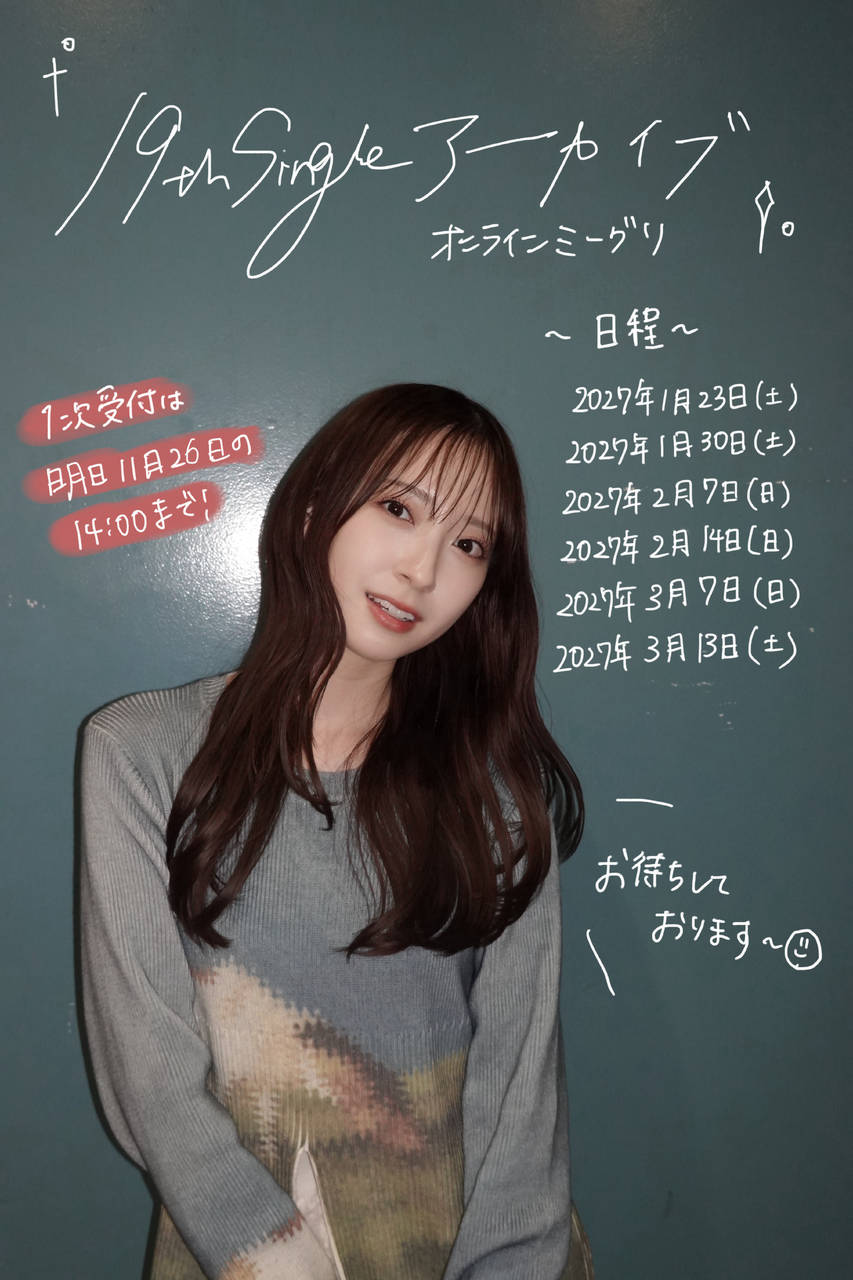 19th Single アーカイブ
オンラインミーグリ
～日程～
2027年1月23日(土)
2027年1月30日(土)
2027年2月7日(日)
2027年2月14日(日)
2027年3月7日(日)
2027年3月13日(土)
1次受付は
明日11月26日の
14:00まで!
お待ちして
おります～